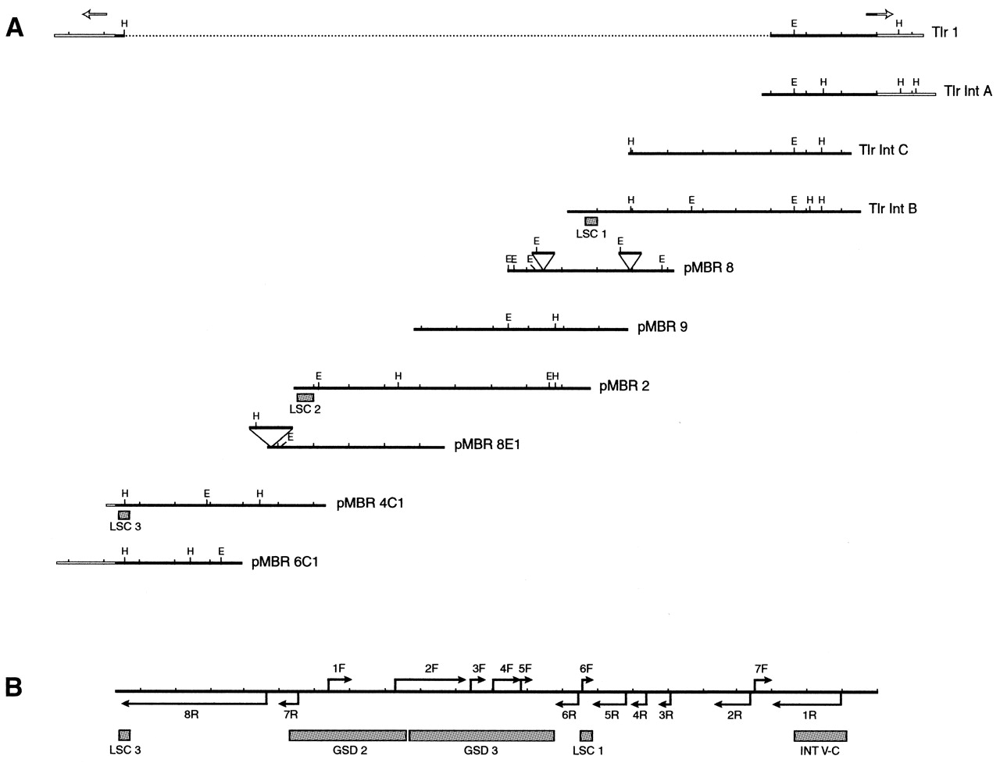 A
H E H Tlr 1
E H H H Tlr Int A
H E H Tlr Int C
H E E H H Tlr Int B
LSC 1
E E
EE E E pMBR 8
E H pMBR 9
E H EH pMBR 2
LSC 2
H
E pMBR 8E1
H E H pMBR 4C1
LSC 3
H H E pMBR 6C1
B
1F 2F 3F 4F 5F 6F 7F
8R 7R 6R 5R 4R 3R 2R 1R
LSC 3 GSD 2 GSD 3 LSC 1 INT V-C